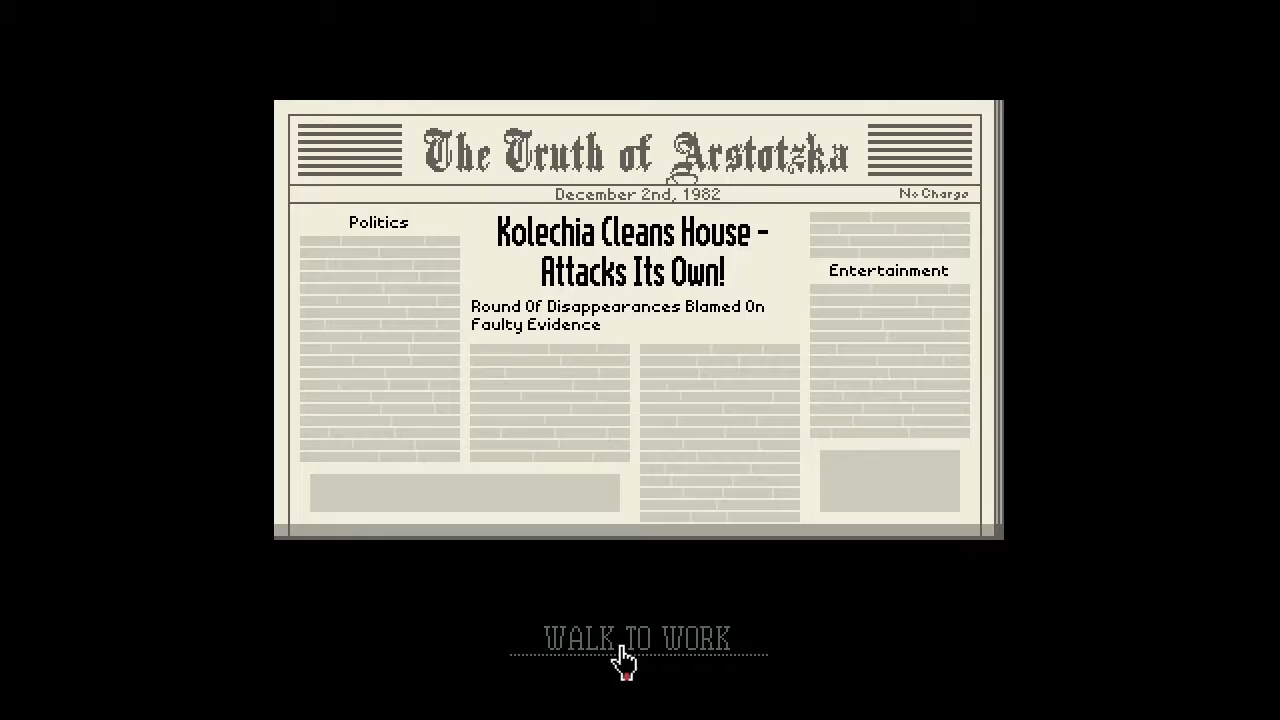 The Truth of Arstotzka
December 2nd, 1982
No Charge
Politics
Kolechia Cleans House -
Attacks Its Own!
Round Of Disappearances Blamed On
Faulty Evidence
Entertainment
WALK TO WORK